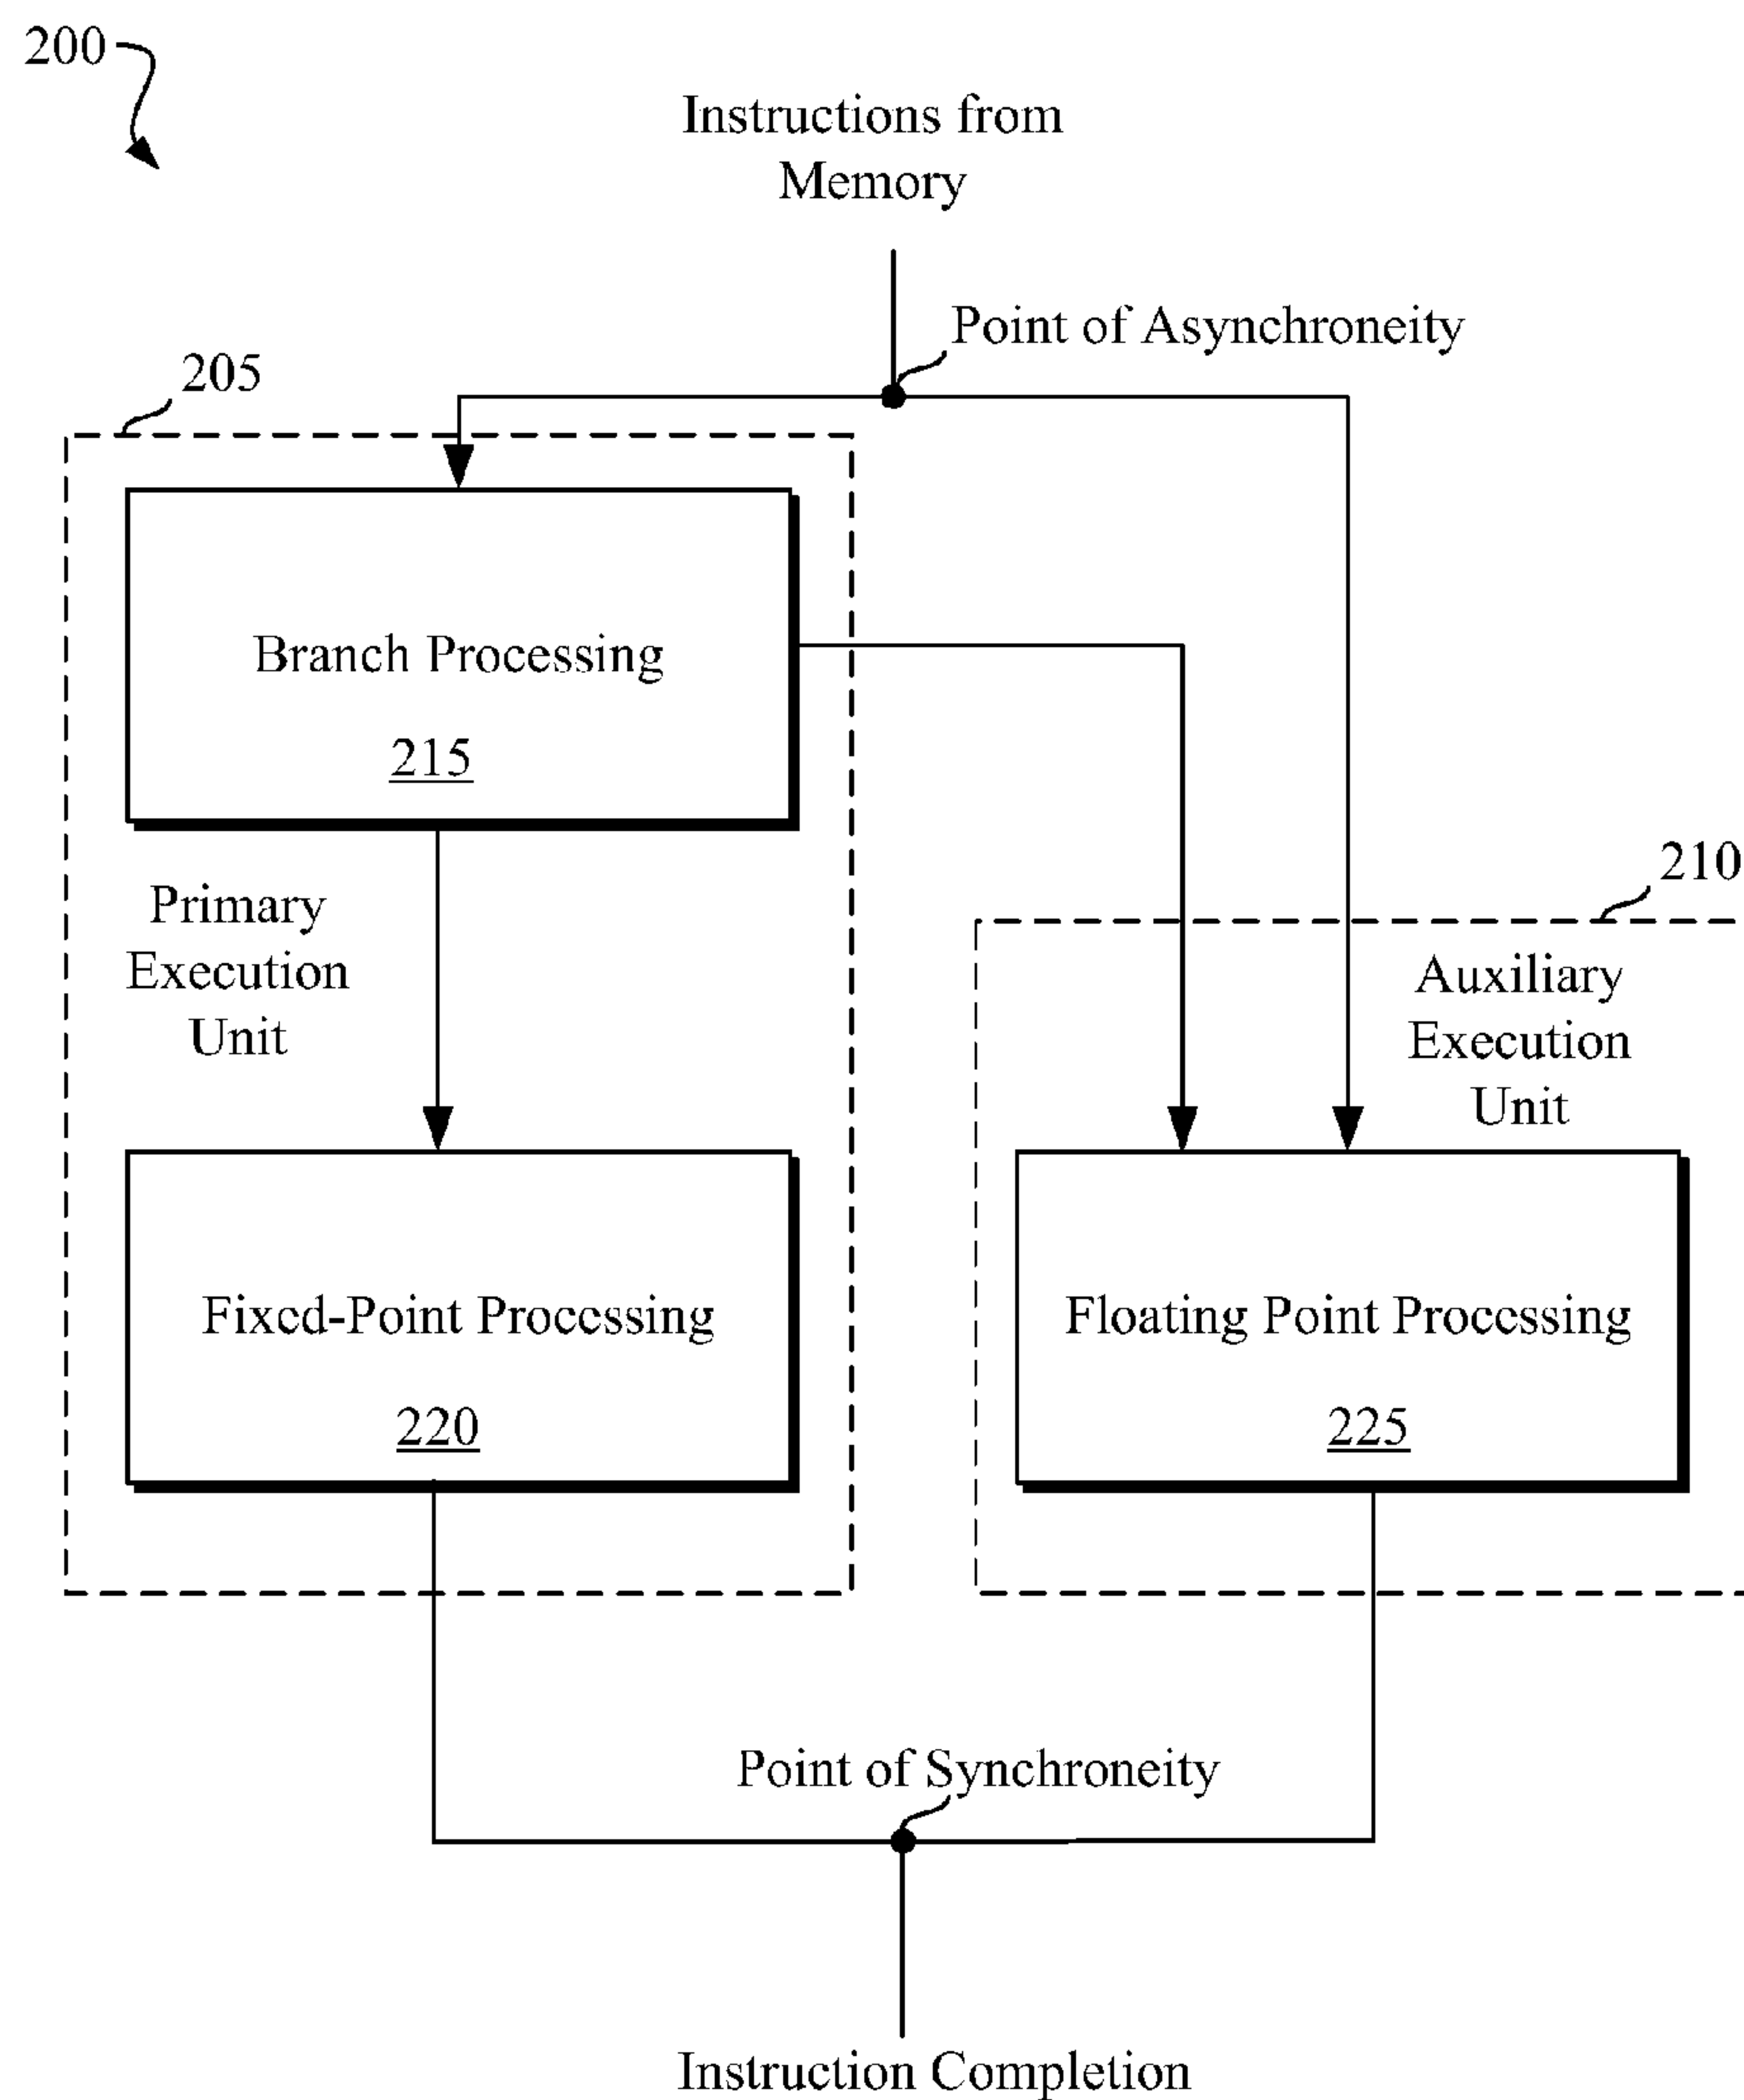 200
Instructions from
Memory
Point of Asynchroneity
205
Branch Processing
215
210
Primary
Execution
Unit
Auxiliary
Execution
Unit
Fixed-Point Processing
220
Floating Point Processing
225
Point of Synchroneity
Instruction Completion